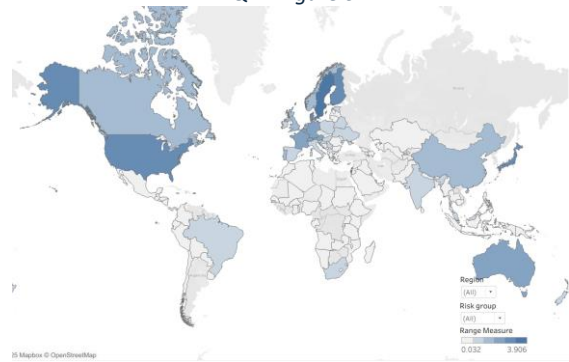 Region
(All)
Risk group
(All)
Range Measure
0.032 3.906
S Mapbox © OpenStreetMap